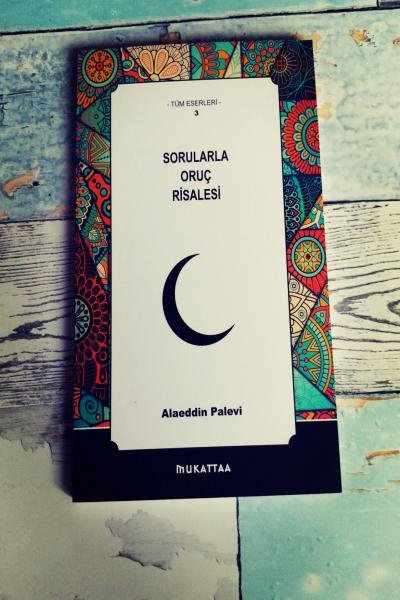 - TÜM ESERLERİ -
3
SORULARLA
ORUÇ
RİSALESİ
Alaeddin Palevi
MUKATTAA